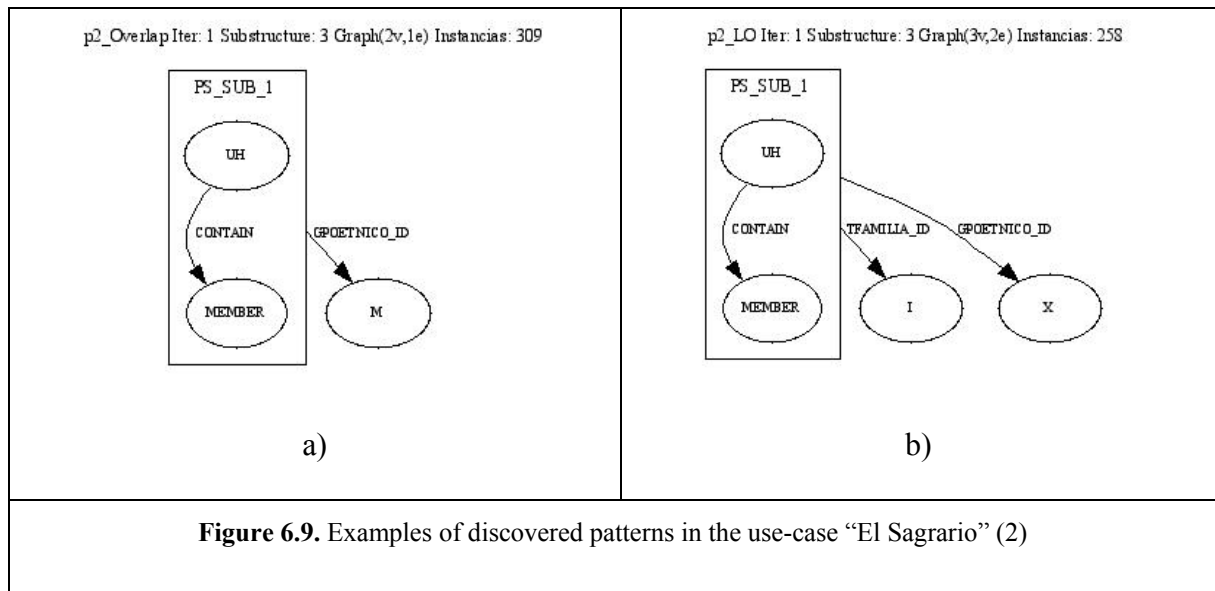 p2_Overlap Iter: 1 Substructure: 3 Graph(2v,1e) Instancias: 309
PS_SUB_1
UH
CONTAIN
GPOETNICO_ID
MEMBER
M
a)
p2_LO Iter: 1 Substructure: 3 Graph(3v,2e) Instancias: 258
PS_SUB_1
UH
CONTAIN
TFAMILIA_ID
GPOETNICO_ID
MEMBER
I
X
b)
Figure 6.9. Examples of discovered patterns in the use-case “El Sagrario” (2)